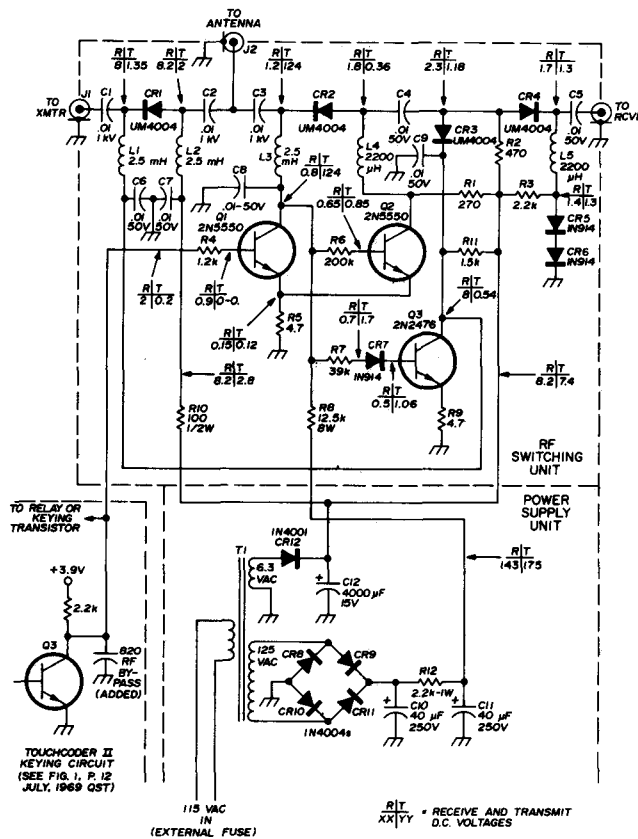 TO
ANTENNA
J2
R|T
8|1.35
R|T
8.2|2
R|T
1.2|124
R|T
1.8|0.36
R|T
2.3|1.18
R|T
1.7|1.3
TO
XMTR
J1
C1
.01
1 kV
CR1
UM4004
C2
.01
1 kV
C3
.01
1 kV
CR2
UM4004
C4
.01
50V
CR4
UM4004
C5
.01
50V
TO
RCVR
L1
2.5 mH
L2
2.5 mH
L3
2.5
mH
L4
2200
µH
C9
.01
50V
CR3
UM4004
R2
470
L5
2200
µH
C6
.01
50V
C7
.01
50V
C8
.01-50V
R|T
0.8|124
R1
270
R3
2.2k
R|T
1.4|1.3
Q1
2N5550
R|T
0.65|0.85
Q2
2N5550
CR5
1N914
CR6
1N914
R4
1.2k
R6
200k
R11
1.5k
R|T
2|0.2
R|T
0.9|0-0.
R|T
0.15|0.12
R5
4.7
R|T
0.7|1.7
Q3
2N2476
R|T
8|0.54
R7
39k
CR7
1N914
R|T
8.2|2.8
R|T
0.5|1.06
R|T
8.2|7.4
R10
100
1/2W
R8
12.5k
8W
R9
4.7
RF
SWITCHING
UNIT
POWER
SUPPLY
UNIT
TO RELAY OR
KEYING
TRANSISTOR
1N4001
CR12
R|T
143|175
+3.9V
T1
6.3
VAC
C12
4000 µF
15V
2.2k
Q3
820
RF
BY-
PASS
(ADDED)
125
VAC
CR8
CR9
CR10
CR11
1N4004s
R12
2.2k-1W
C10
40 µF
250V
C11
40 µF
250V
TOUCHCODER II
KEYING CIRCUIT
(SEE FIG. 1, P. 12
JULY, 1969 QST)
115 VAC
IN
(EXTERNAL FUSE)
R|T
XX|YY = RECEIVE AND TRANSMIT
D.C. VOLTAGES